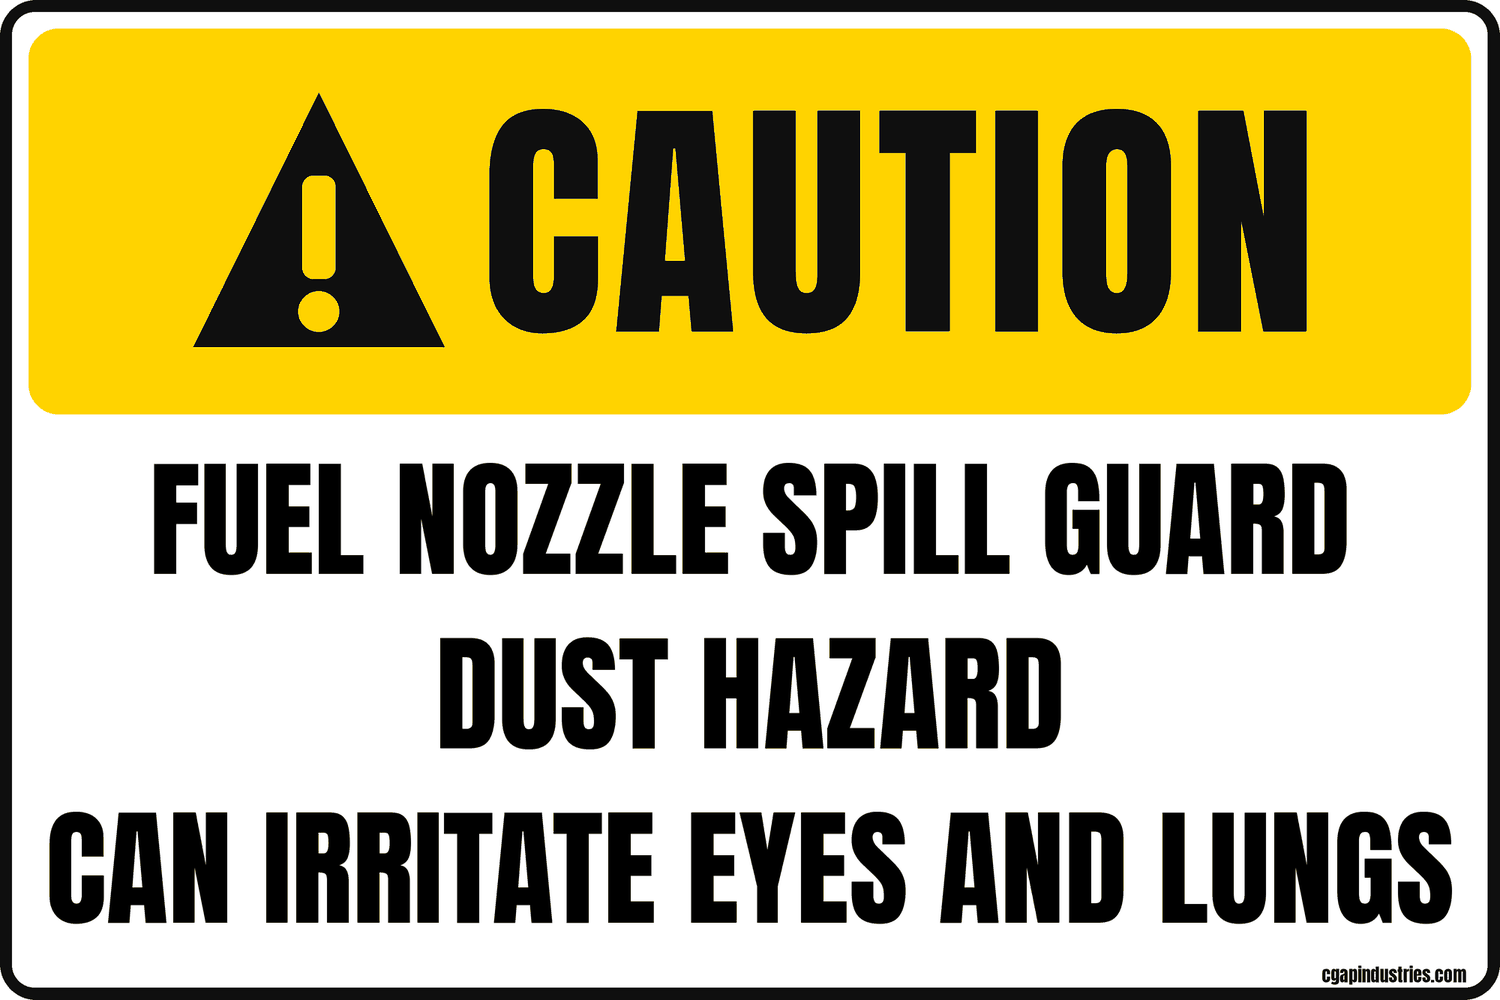 CAUTION
FUEL NOZZLE SPILL GUARD
DUST HAZARD
CAN IRRITATE EYES AND LUNGS
cgapindustries.com